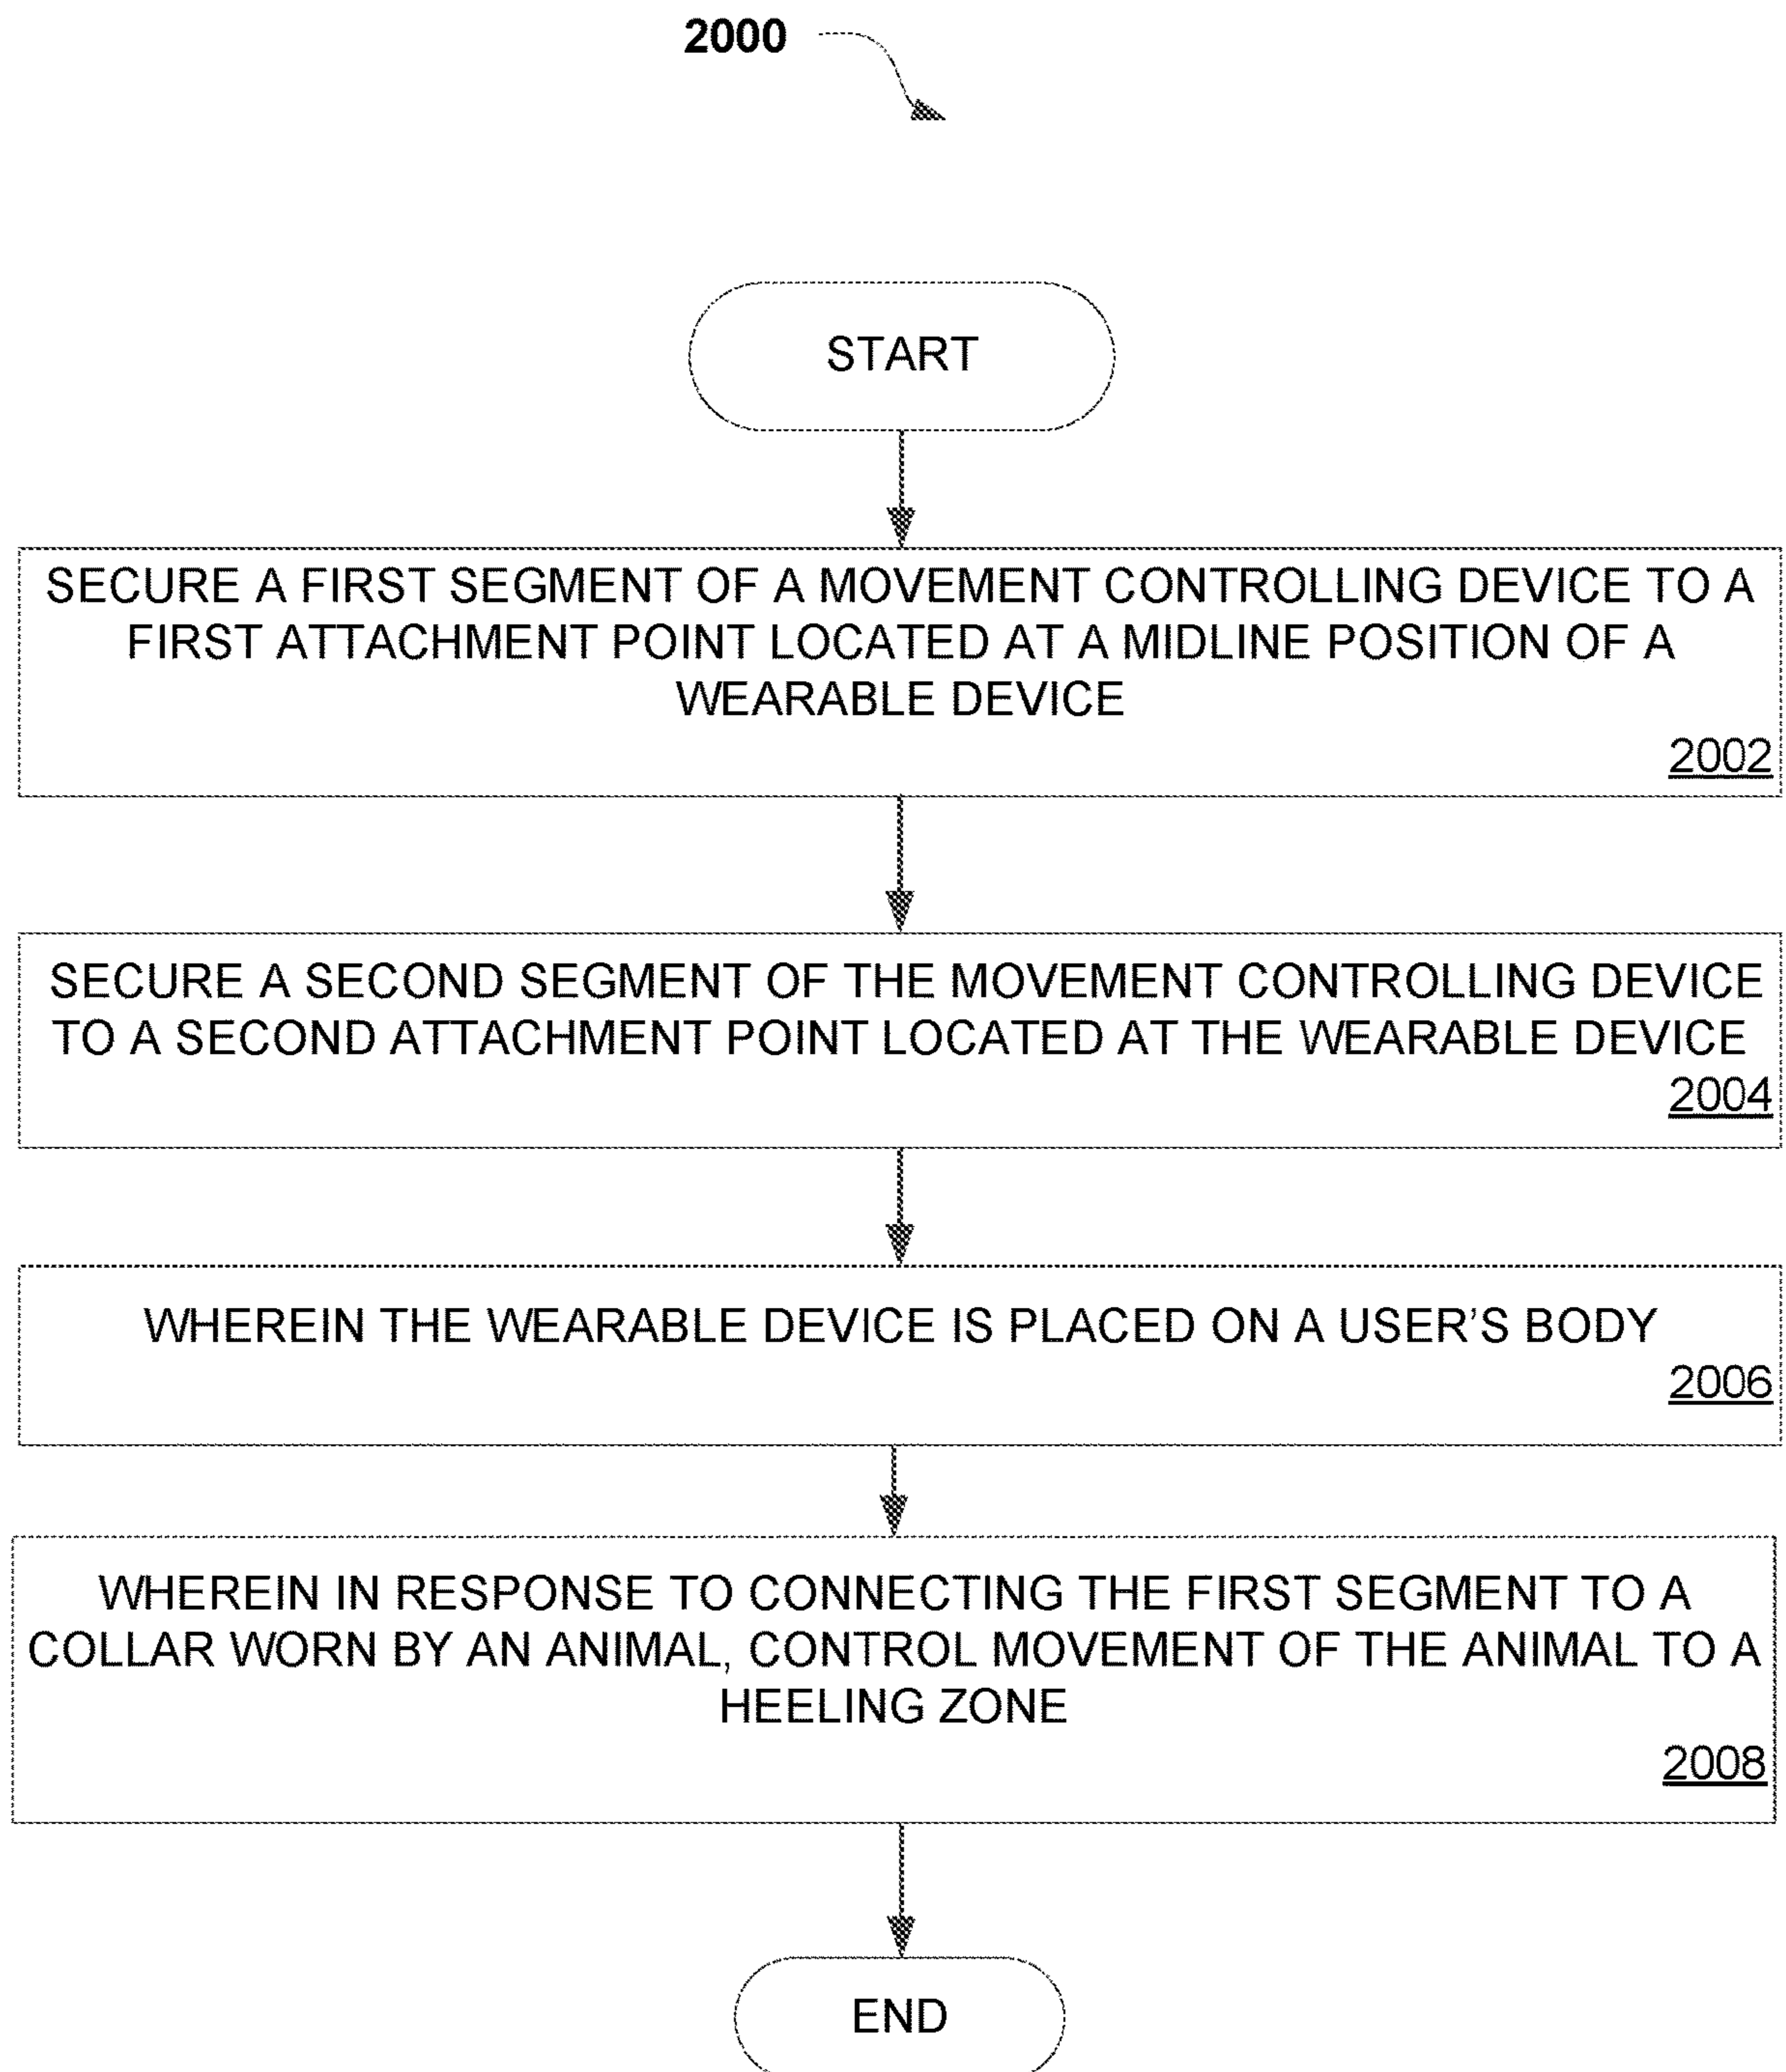 2000
START
SECURE A FIRST SEGMENT OF A MOVEMENT CONTROLLING DEVICE TO A
FIRST ATTACHMENT POINT LOCATED AT A MIDLINE POSITION OF A
WEARABLE DEVICE
2002
SECURE A SECOND SEGMENT OF THE MOVEMENT CONTROLLING DEVICE
TO A SECOND ATTACHMENT POINT LOCATED AT THE WEARABLE DEVICE
2004
WHEREIN THE WEARABLE DEVICE IS PLACED ON A USER’S BODY
2006
WHEREIN IN RESPONSE TO CONNECTING THE FIRST SEGMENT TO A
COLLAR WORN BY AN ANIMAL, CONTROL MOVEMENT OF THE ANIMAL TO A
HEELING ZONE
2008
END